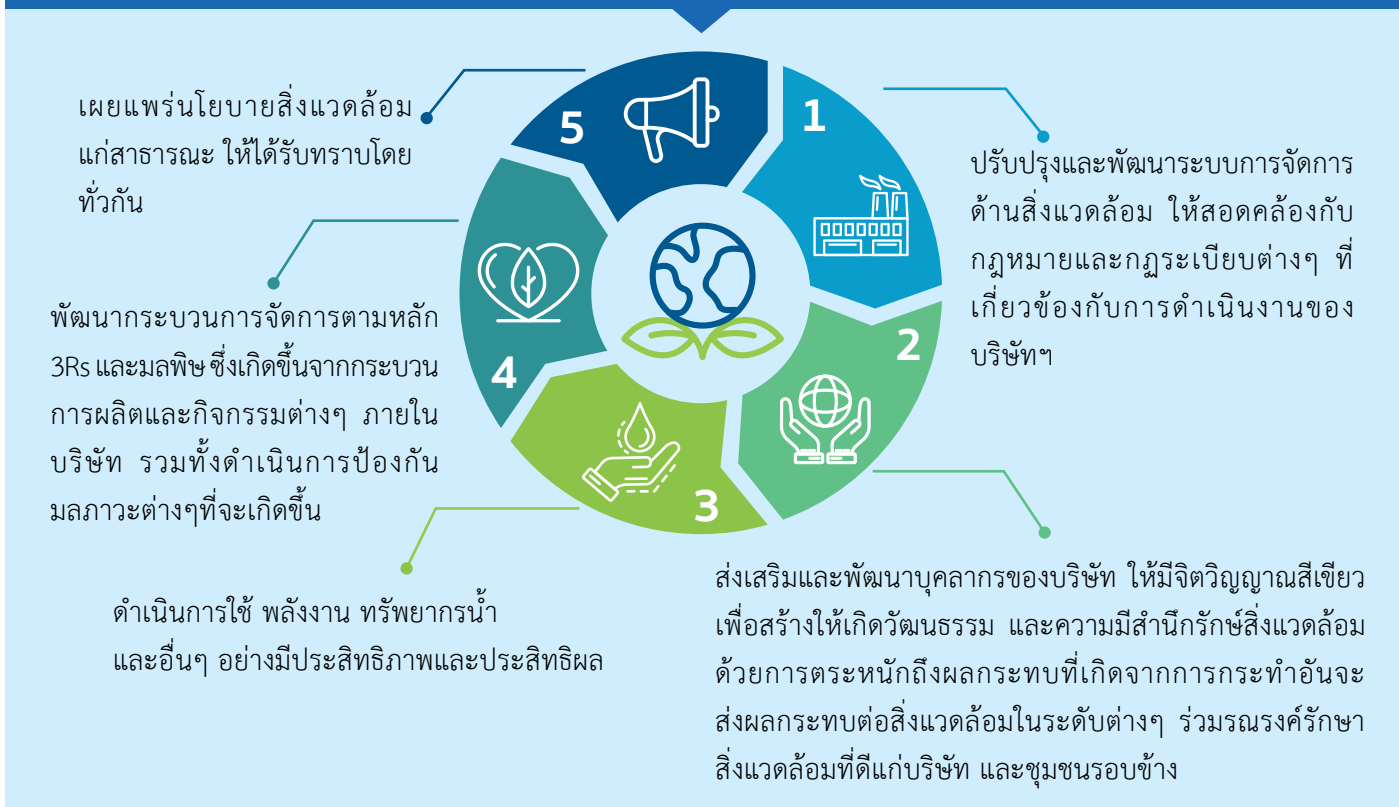 1
ปรับปรุงและพัฒนาระบบการจัดการ
ด้านสิ่งแวดล้อม ให้สอดคล้องกับ
กฎหมายและกฏระเบียบต่างๆ ที่
เกี่ยวข้องกับการดำเนินงานของ
บริษัทฯ
2
ส่งเสริมและพัฒนาบุคลากรของบริษัท ให้มีจิตวิญญาณสีเขียว
เพื่อสร้างให้เกิดวัฒนธรรม และความมีสำนึกรักษ์สิ่งแวดล้อม
ด้วยการตระหนักถึงผลกระทบที่เกิดจากการกระทำอันจะ
ส่งผลกระทบต่อสิ่งแวดล้อมในระดับต่างๆ ร่วมรณรงค์รักษา
สิ่งแวดล้อมที่ดีแก่บริษัท และชุมชนรอบข้าง
3
ดำเนินการใช้ พลังงาน ทรัพยากรน้ำ
และอื่นๆ อย่างมีประสิทธิภาพและประสิทธิผล
4
พัฒนากระบวนการจัดการตามหลัก
3Rs และมลพิษ ซึ่งเกิดขึ้นจากกระบวน
การผลิตและกิจกรรมต่างๆ ภายใน
บริษัท รวมทั้งดำเนินการป้องกัน
มลภาวะต่างๆที่จะเกิดขึ้น
5
เผยแพร่นโยบายสิ่งแวดล้อม
แก่สาธารณะ ให้ได้รับทราบโดย
ทั่วกัน